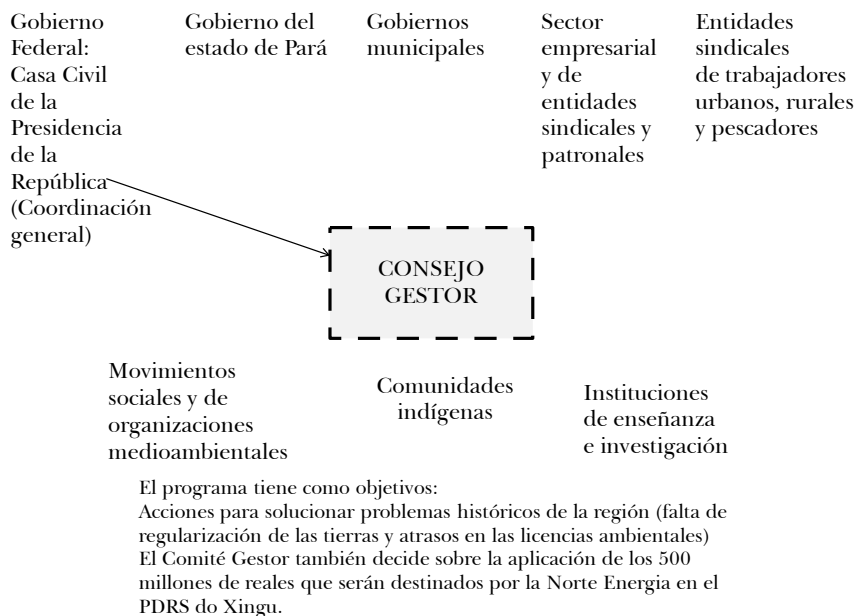 Gobierno
Federal:
Casa Civil
de la
Presidencia
de la
República
(Coordinación
general)
Gobierno del
estado de Pará
Gobiernos
municipales
Sector
empresarial
y de
entidades
sindicales y
patronales
Entidades
sindicales
de trabajadores
urbanos, rurales
y pescadores
CONSEJO
GESTOR
Movimientos
sociales y de
organizaciones
medioambientales
Comunidades
indígenas
Instituciones
de enseñanza
e investigación
El programa tiene como objetivos:
Acciones para solucionar problemas históricos de la región (falta de
regularización de las tierras y atrasos en las licencias ambientales)
El Comité Gestor también decide sobre la aplicación de los 500
millones de reales que serán destinados por la Norte Energia en el
PDRS do Xingu.